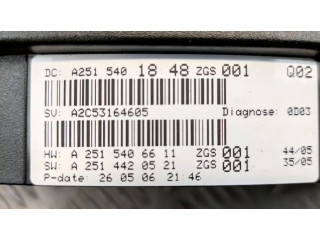 DC: A251 540 18 48 ZGS 001 Q02
SV: A2C53164605 Diagnose: 0D03
HW: A 251 540 66 11 ZGS 001 44/05
SW: A 251 442 05 21 ZGS 001 35/05
P-date: 26 05 06 21:46